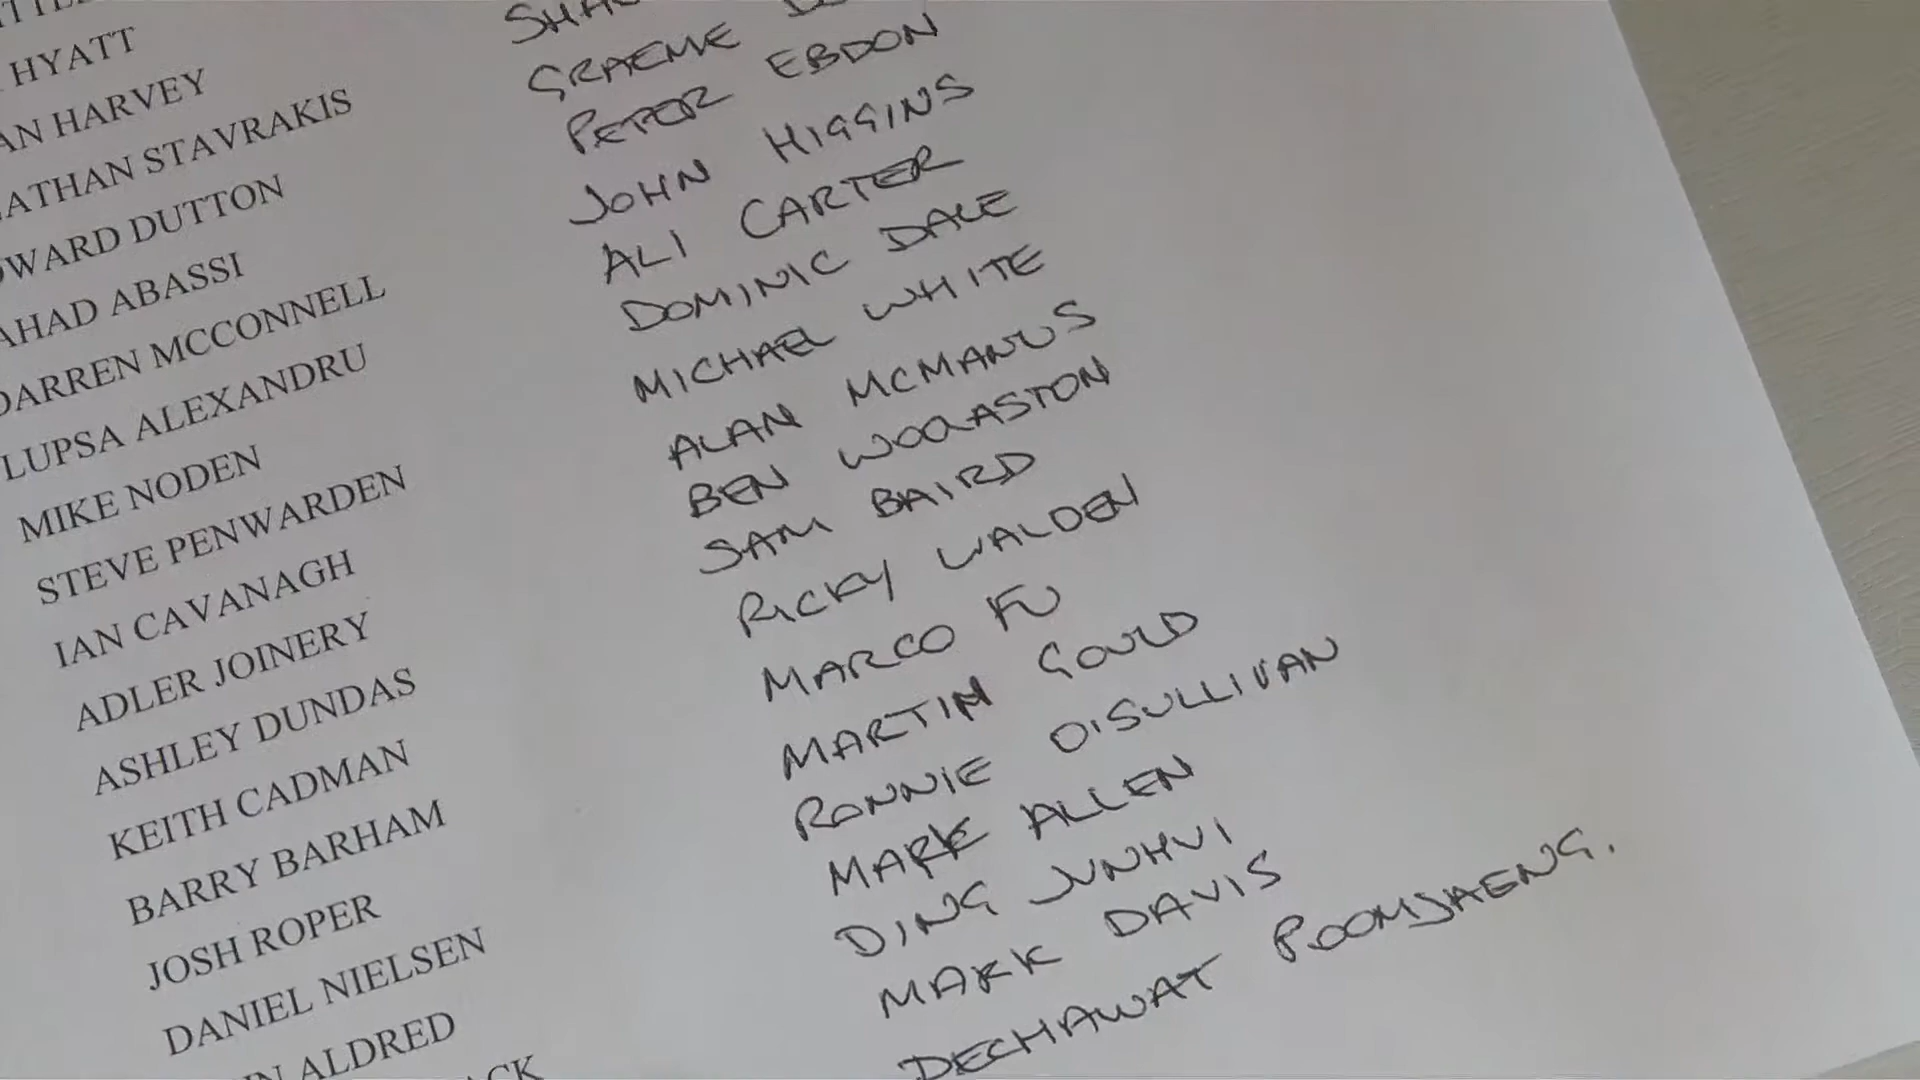 HYATT
AN HARVEY
ATHAN STAVRAKIS
WARD DUTTON
AHAD ABASSI
DARREN MCCONNELL
LUPSA ALEXANDRU
MIKE NODEN
STEVE PENWARDEN
IAN CAVANAGH
ADLER JOINERY
ASHLEY DUNDAS
KEITH CADMAN
BARRY BARHAM
JOSH ROPER
DANIEL NIELSEN
ALDRED
GRAEME
PETER EBDON
JOHN HIGGINS
ALI CARTER
DOMINIC DALE
MICHAEL WHITE
ALAN MCMANUS
BEN WOOLASTON
SAM BAIRD
RICKY WALDEN
MARCO FU
MARTIN GOULD
RONNIE O'SULLIVAN
MARK ALLEN
DING JUNHUI
MARK DAVIS
DECHAWAT POOMJAENG.